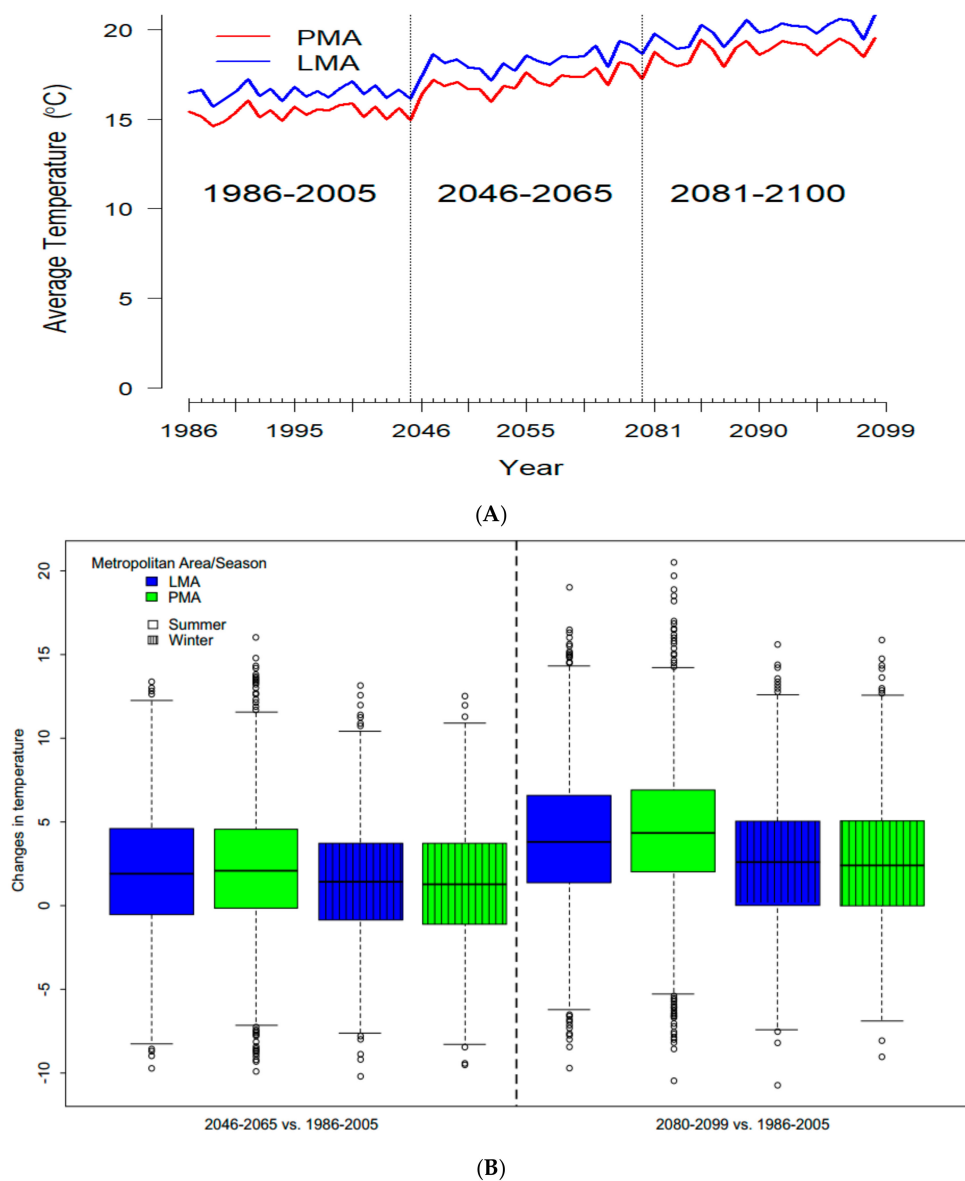 20
PMA
LMA
15
1986-2005
2046-2065
2081-2100
10
5
0
Average Temperature (°C)
1986
1995
2046
2055
2081
2090
2099
Year
(A)
Metropolitan Area/Season
LMA
PMA
Summer
Winter
20
15
10
5
0
-5
-10
Changes in temperature
2046-2065 vs. 1986-2005
2080-2099 vs. 1986-2005
(B)